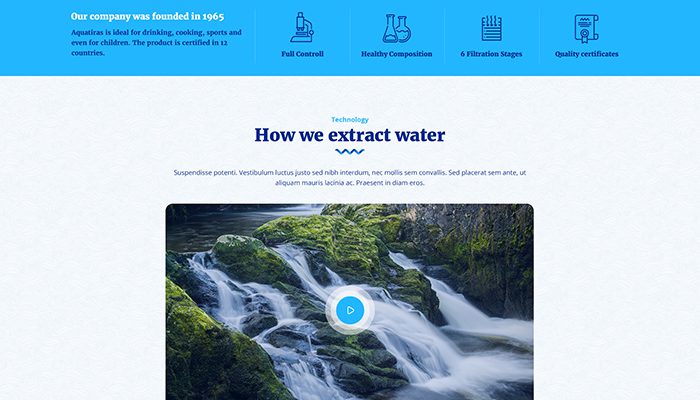 Our company was founded in 1965
Aquatiras is ideal for drinking, cooking, sports and
even for children. The product is certified in 12
countries.
Full Controll
Healthy Composition
6 Filtration Stages
Quality certificates
Technology
How we extract water
Suspendisse potenti. Vestibulum luctus justo sed nibh interdum, nec mollis sem convallis. Sed placerat sem ante, ut
aliquam mauris lacinia ac. Praesent in diam eros.